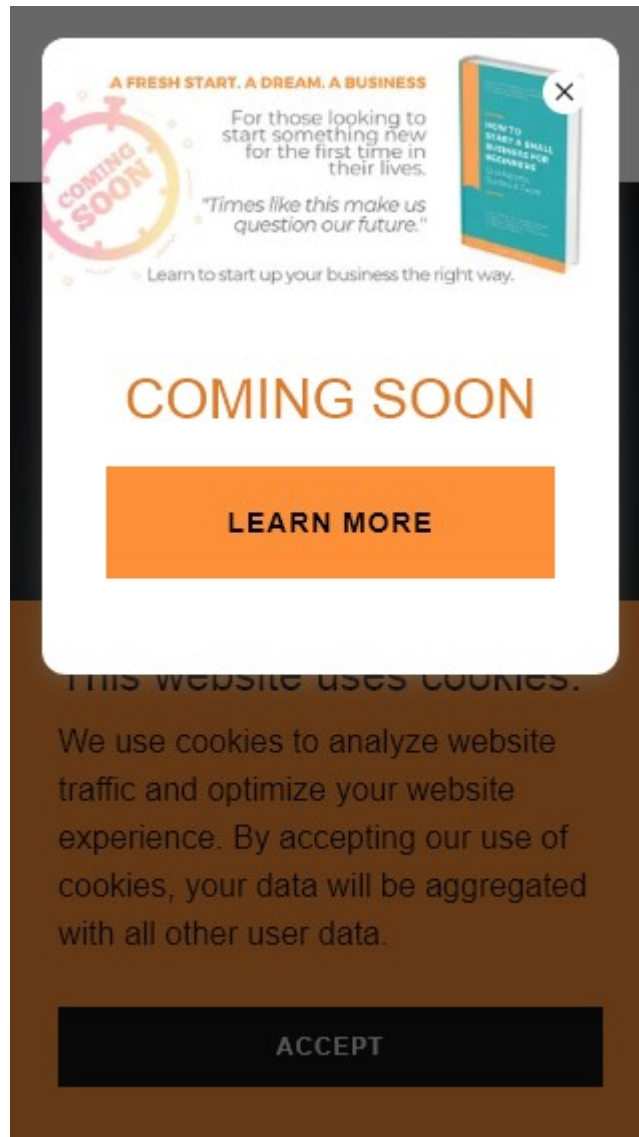 A FRESH START. A DREAM. A BUSINESS
For those looking to
start something new
for the first time in
their lives.
"Times like this make us
question our future."
Learn to start up your business the right way.
COMING
SOON
HOW TO
START A SMALL
BUSINESS FOR
BEGINNERS
COMING SOON
LEARN MORE
This website uses cookies.
We use cookies to analyze website
traffic and optimize your website
experience. By accepting our use of
cookies, your data will be aggregated
with all other user data.
ACCEPT